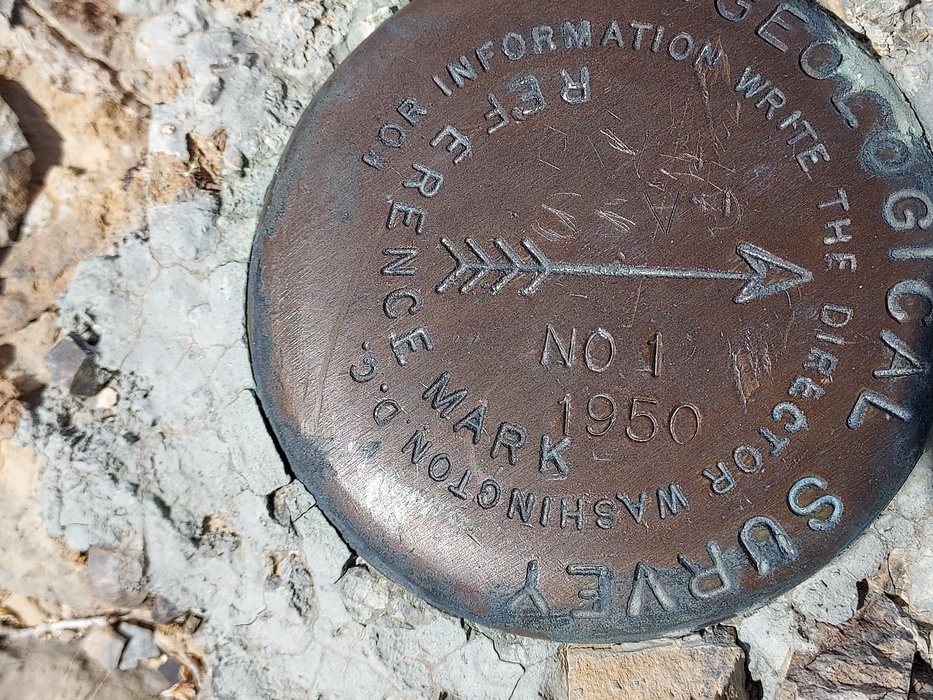 GEOLOGICAL SURVEY
FOR INFORMATION WRITE THE DIRECTOR WASHINGTON, D.C.
REFERENCE MARK
NO 1
1950